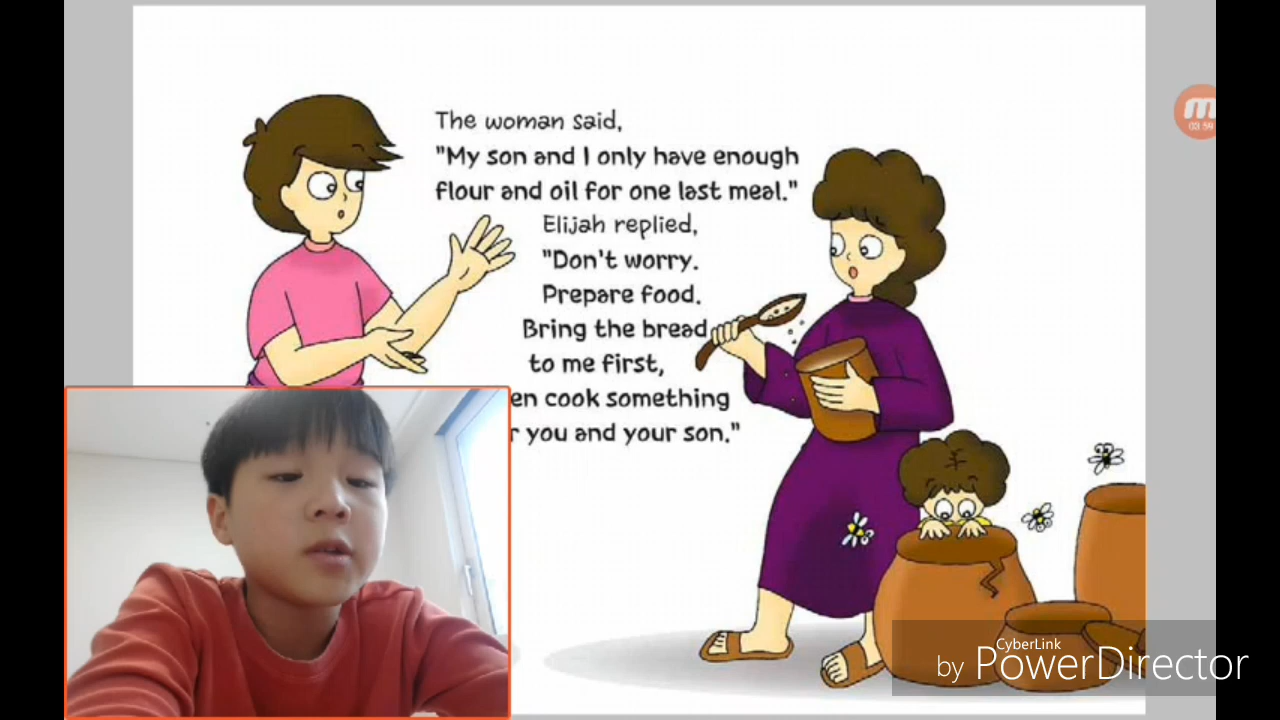 The woman said,
"My son and I only have enough
flour and oil for one last meal."
Elijah replied,
"Don't worry.
Prepare food.
Bring the bread
to me first,
en cook something
r you and your son."
03:59
CyberLink
by PowerDirector